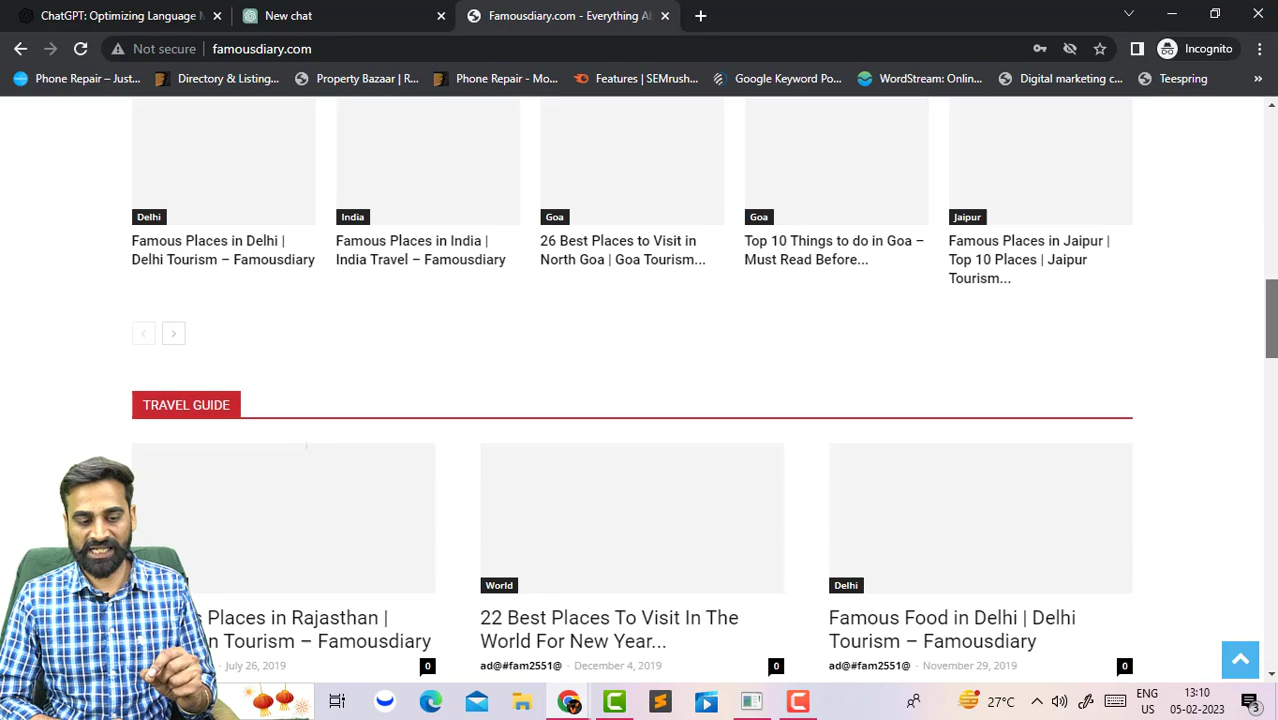 ChatGPT: Optimizing Language M
New chat
Famousdiary.com - Everything Ab
Not secure
famousdiary.com
Incognito
Phone Repair – Just...
Directory & Listing...
Property Bazaar | R...
Phone Repair - Mo...
Features | SEMrush...
Google Keyword Po...
WordStream: Onlin...
Digital marketing c...
Teespring
»
Delhi
India
Goa
Goa
Jaipur
Famous Places in Delhi |
Delhi Tourism – Famousdiary
Famous Places in India |
India Travel – Famousdiary
26 Best Places to Visit in
North Goa | Goa Tourism...
Top 10 Things to do in Goa –
Must Read Before...
Famous Places in Jaipur |
Top 10 Places | Jaipur
Tourism...
TRAVEL GUIDE
World
Delhi
s Places in Rajasthan |
n Tourism – Famousdiary
July 26, 2019
0
22 Best Places To Visit In The
World For New Year...
ad@#fam2551@ - December 4, 2019
0
Famous Food in Delhi | Delhi
Tourism – Famousdiary
ad@#fam2551@ - November 29, 2019
0
27°C
ENG
US
13:10
05-02-2023
3